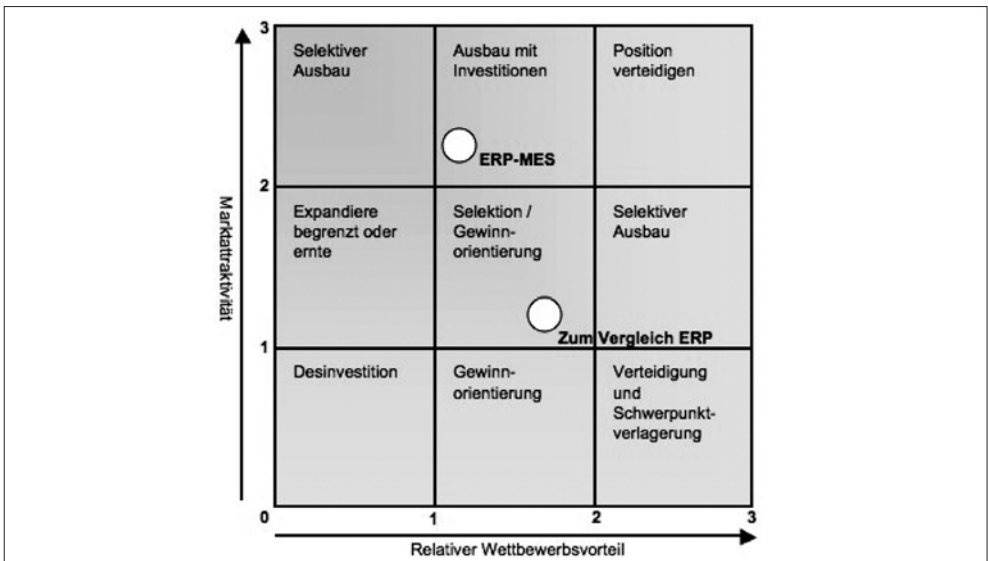 3
Selektiver
Ausbau
Ausbau mit
Investitionen
Position
verteidigen
ERP-MES
2
Marktattraktivität
Expandiere
begrenzt oder
ernte
Selektion /
Gewinn-
orientierung
Selektiver
Ausbau
Zum Vergleich ERP
1
Desinvestition
Gewinn-
orientierung
Verteidigung
und
Schwerpunkt-
verlagerung
0
1
2
3
Relativer Wettbewerbsvorteil